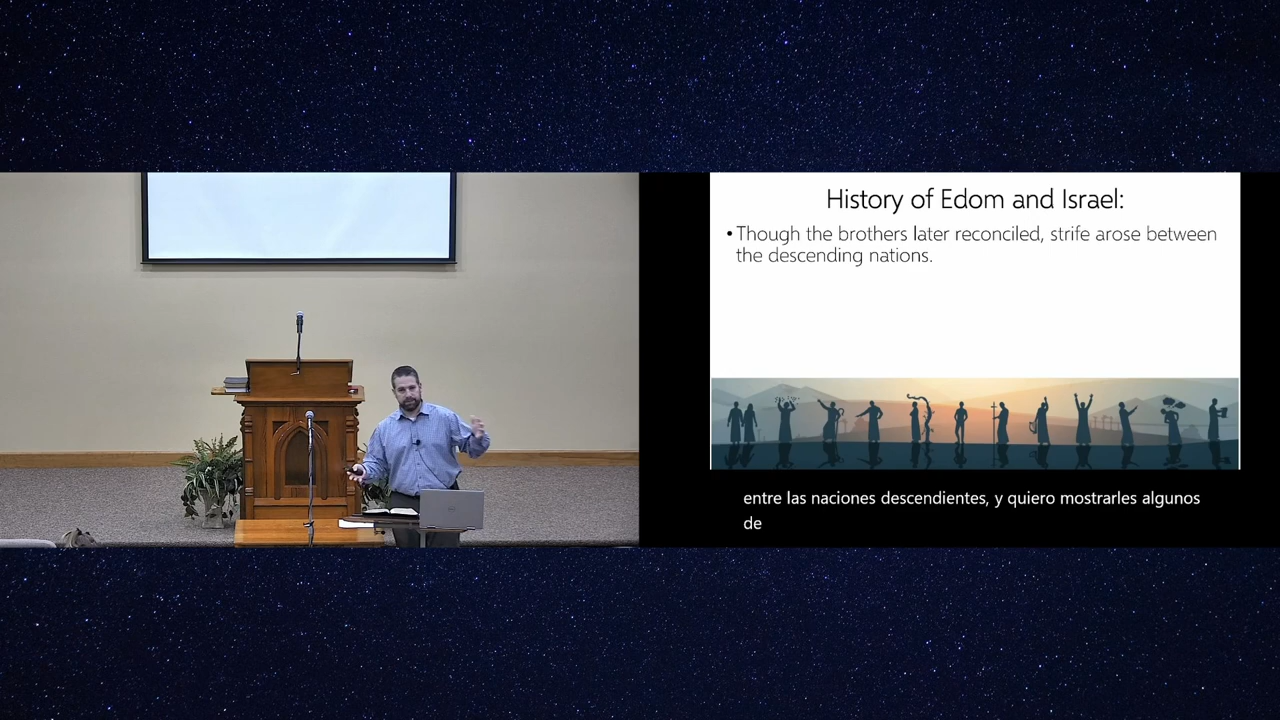 History of Edom and Israel:
• Though the brothers later reconciled, strife arose between
the descending nations.
entre las naciones descendientes, y quiero mostrarles algunos
de